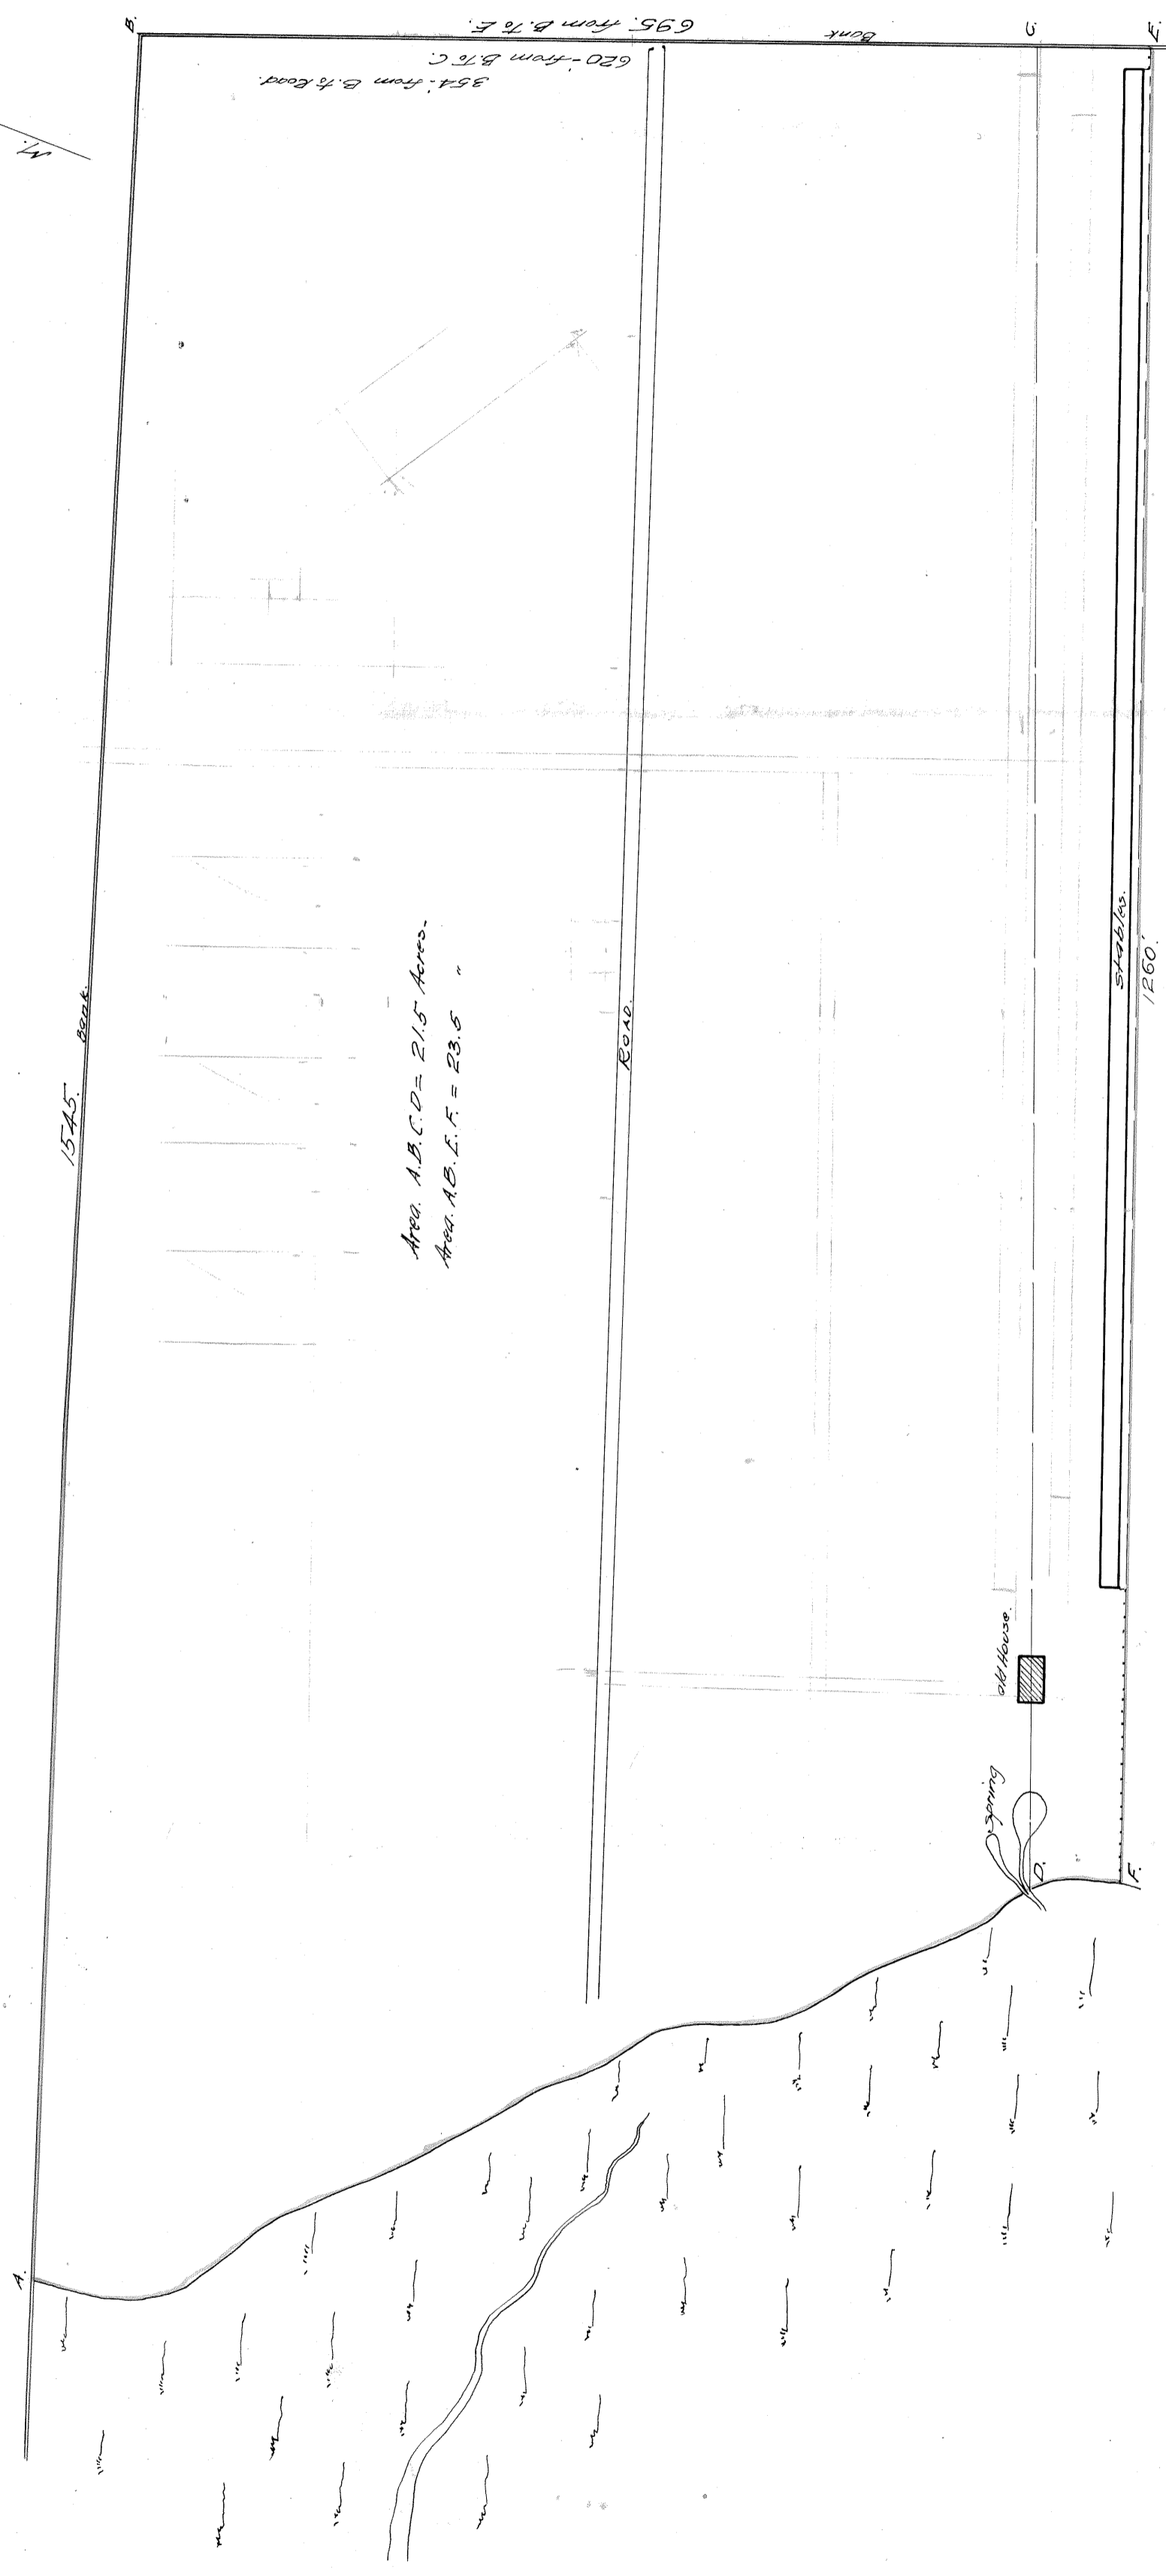 N.
B.
695. from B. To E.
620'- from B. To C.
354'- from B. To Road.
Bank
C.
E.
1545.
Bank.
Area. A.B.C.D = 21.5 Acres.
Area. A.B.E.F. = 23.5 "
ROAD.
Stables.
1260'
Old House.
Spring
D.
F.
A.